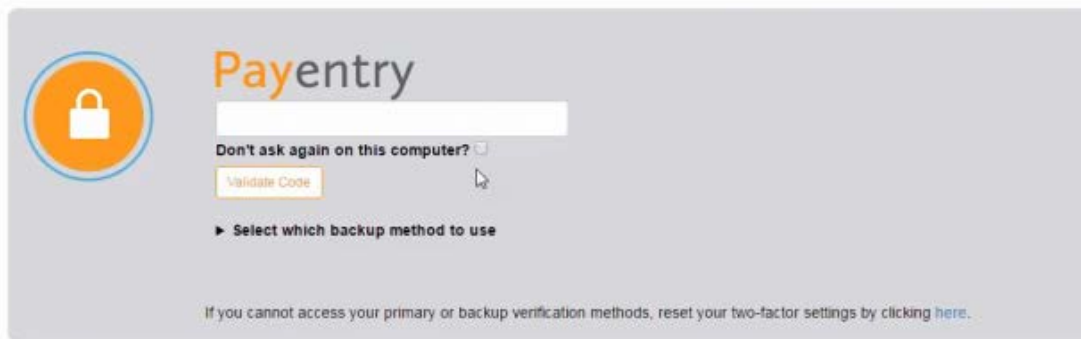 Payentry
Don't ask again on this computer?
Validate Code
► Select which backup method to use
If you cannot access your primary or backup verification methods, reset your two-factor settings by clicking here.